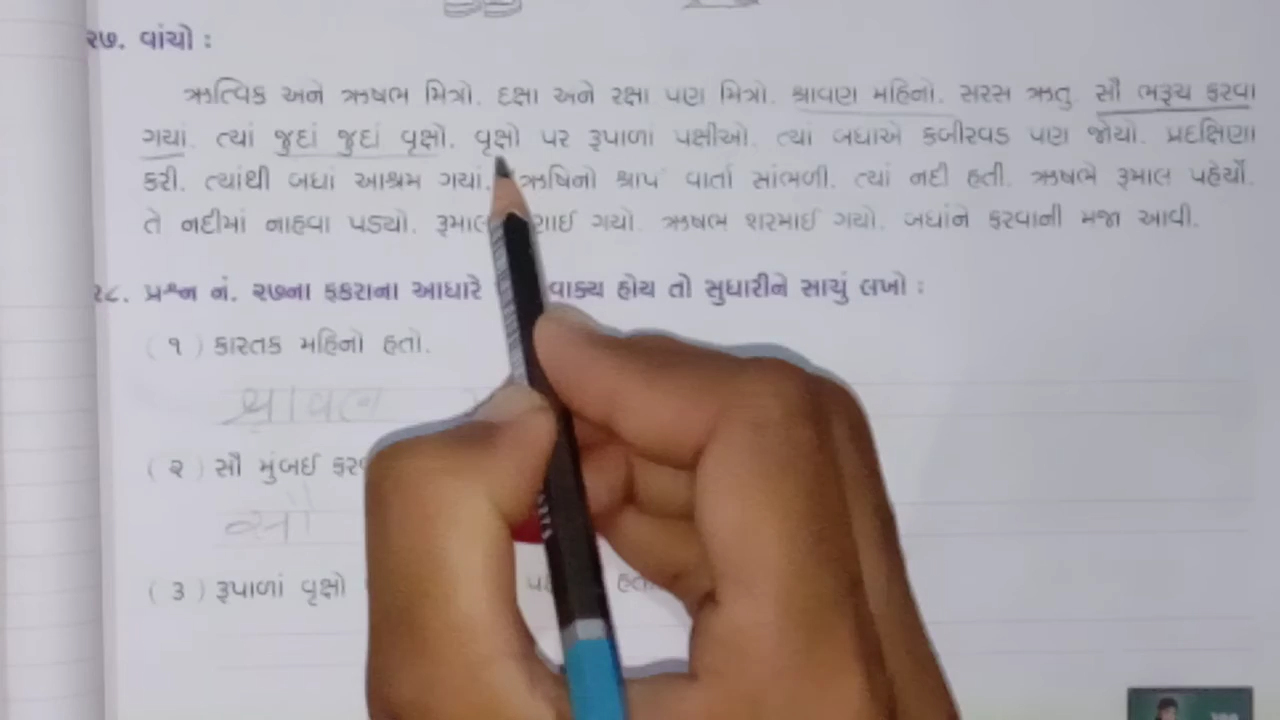 ૨૭. વાંચો :
ઋત્વિક અને ઋષભ મિત્રો. દક્ષા અને રક્ષા પણ મિત્રો. શ્રાવણ મહિનો. સરસ ઋતુ. સૌ ભરૂચ ફરવા
ગયાં. ત્યાં જુદાં જુદાં વૃક્ષો. વૃક્ષો પર રૂપાળાં પક્ષીઓ. ત્યાં બધાએ કબીરવડ પણ જોયો. પ્રદક્ષિણા
કરી. ત્યાંથી બધાં આશ્રમ ગયાં. ઋષિનો શ્રાપ વાર્તા સાંભળી. ત્યાં નદી હતી. ઋષભે રૂમાલ પહેર્યો.
તે નદીમાં નાહવા પડ્યો. રૂમાલ ગયો. ઋષભ શરમાઈ ગયો. બધાંને ફરવાની મજા આવી.
૨૮. પ્રશ્ન નં. ૨૭ના ફકરાના આધારે વાક્ય હોય તો સુધારીને સાચું લખો :
( ૧ ) કારતક મહિનો હતો.
શ્રાવણ
( ૨ ) સૌ મુંબઈ
સૌ
( ૩ ) રૂપાળાં વૃક્ષો